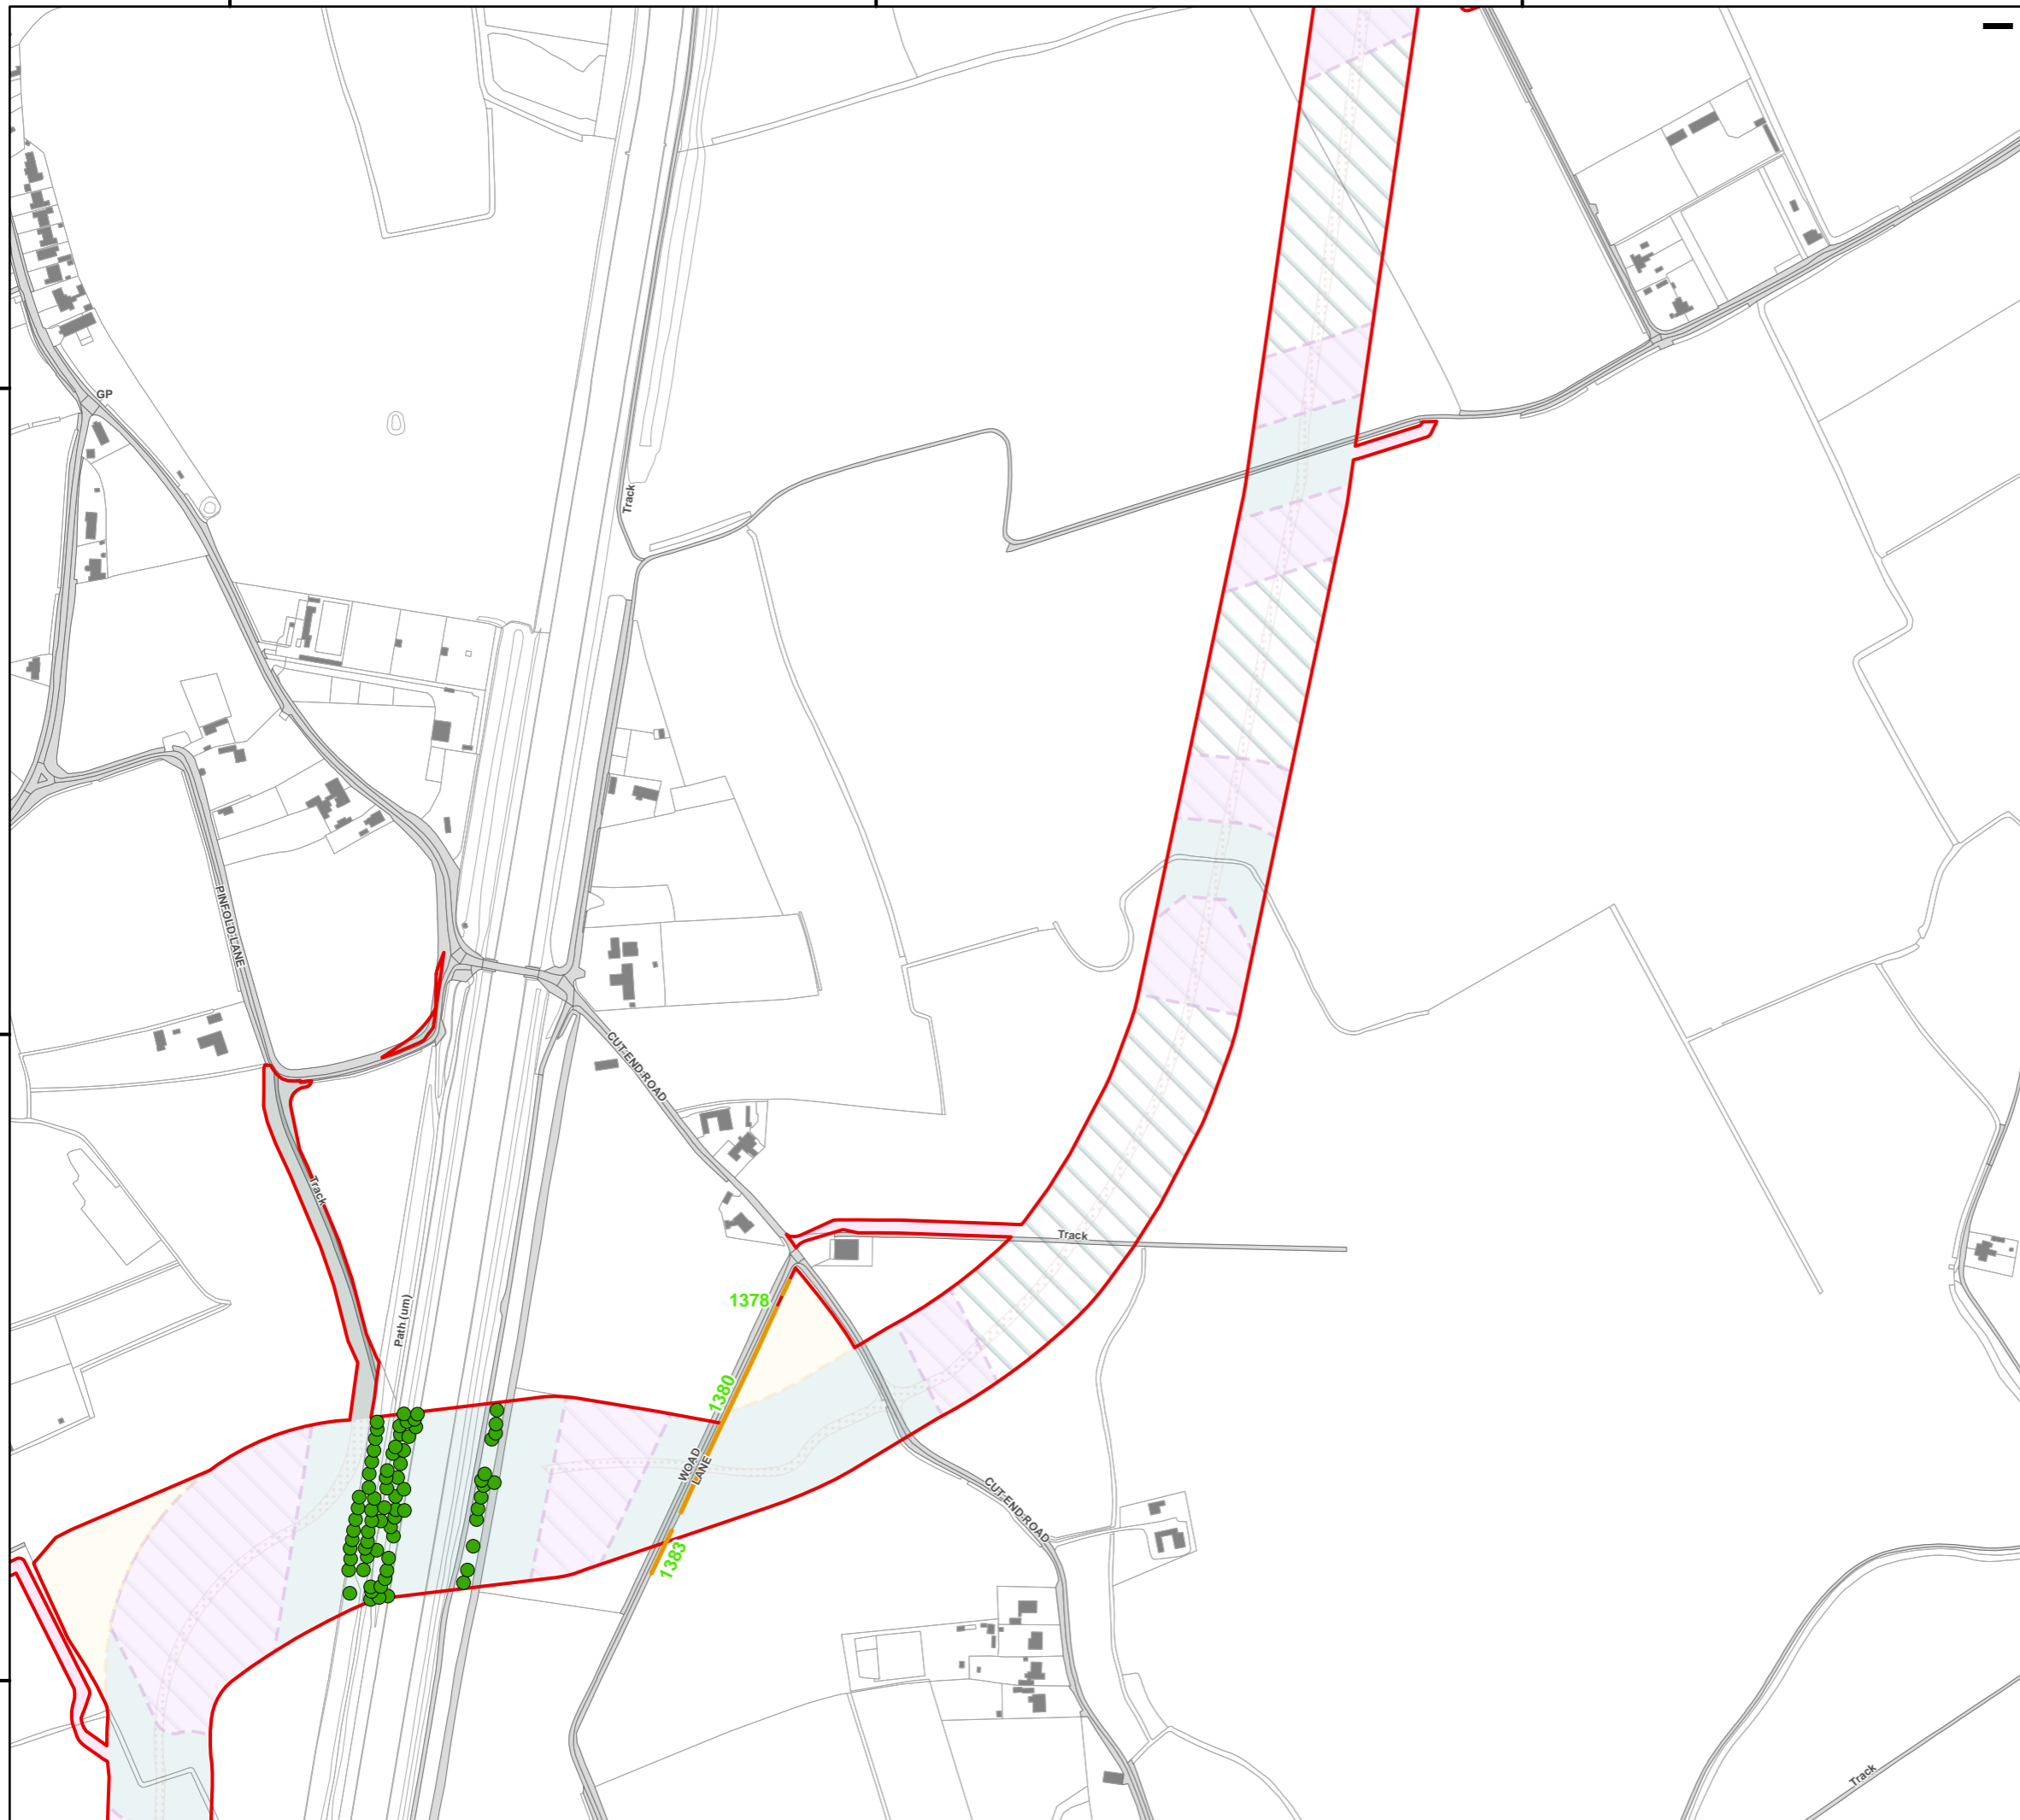 GP
Track
PINFOLD LANE
CUT END ROAD
Track
Track
1378
Path (um)
1380
WOAD
LANE
CUT END ROAD
1383
Track